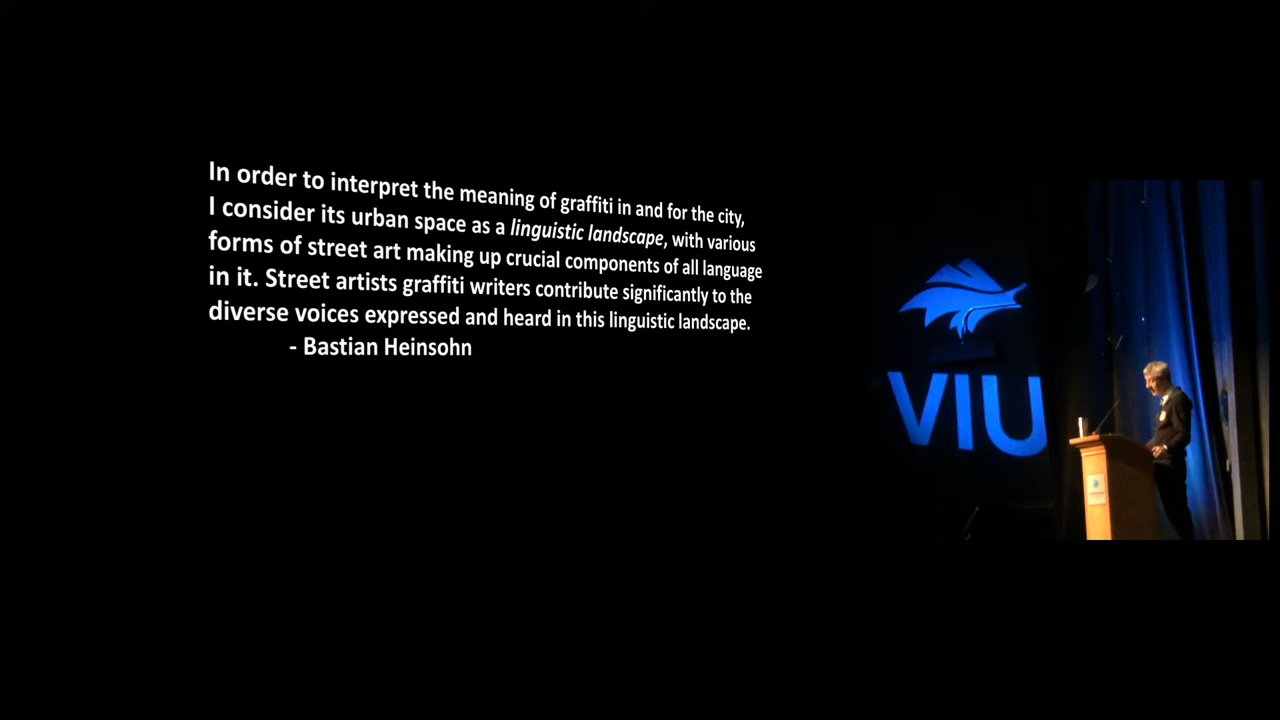 In order to interpret the meaning of graffiti in and for the city,
I consider its urban space as a linguistic landscape, with various
forms of street art making up crucial components of all language
in it. Street artists graffiti writers contribute significantly to the
diverse voices expressed and heard in this linguistic landscape.
- Bastian Heinsohn
VIU